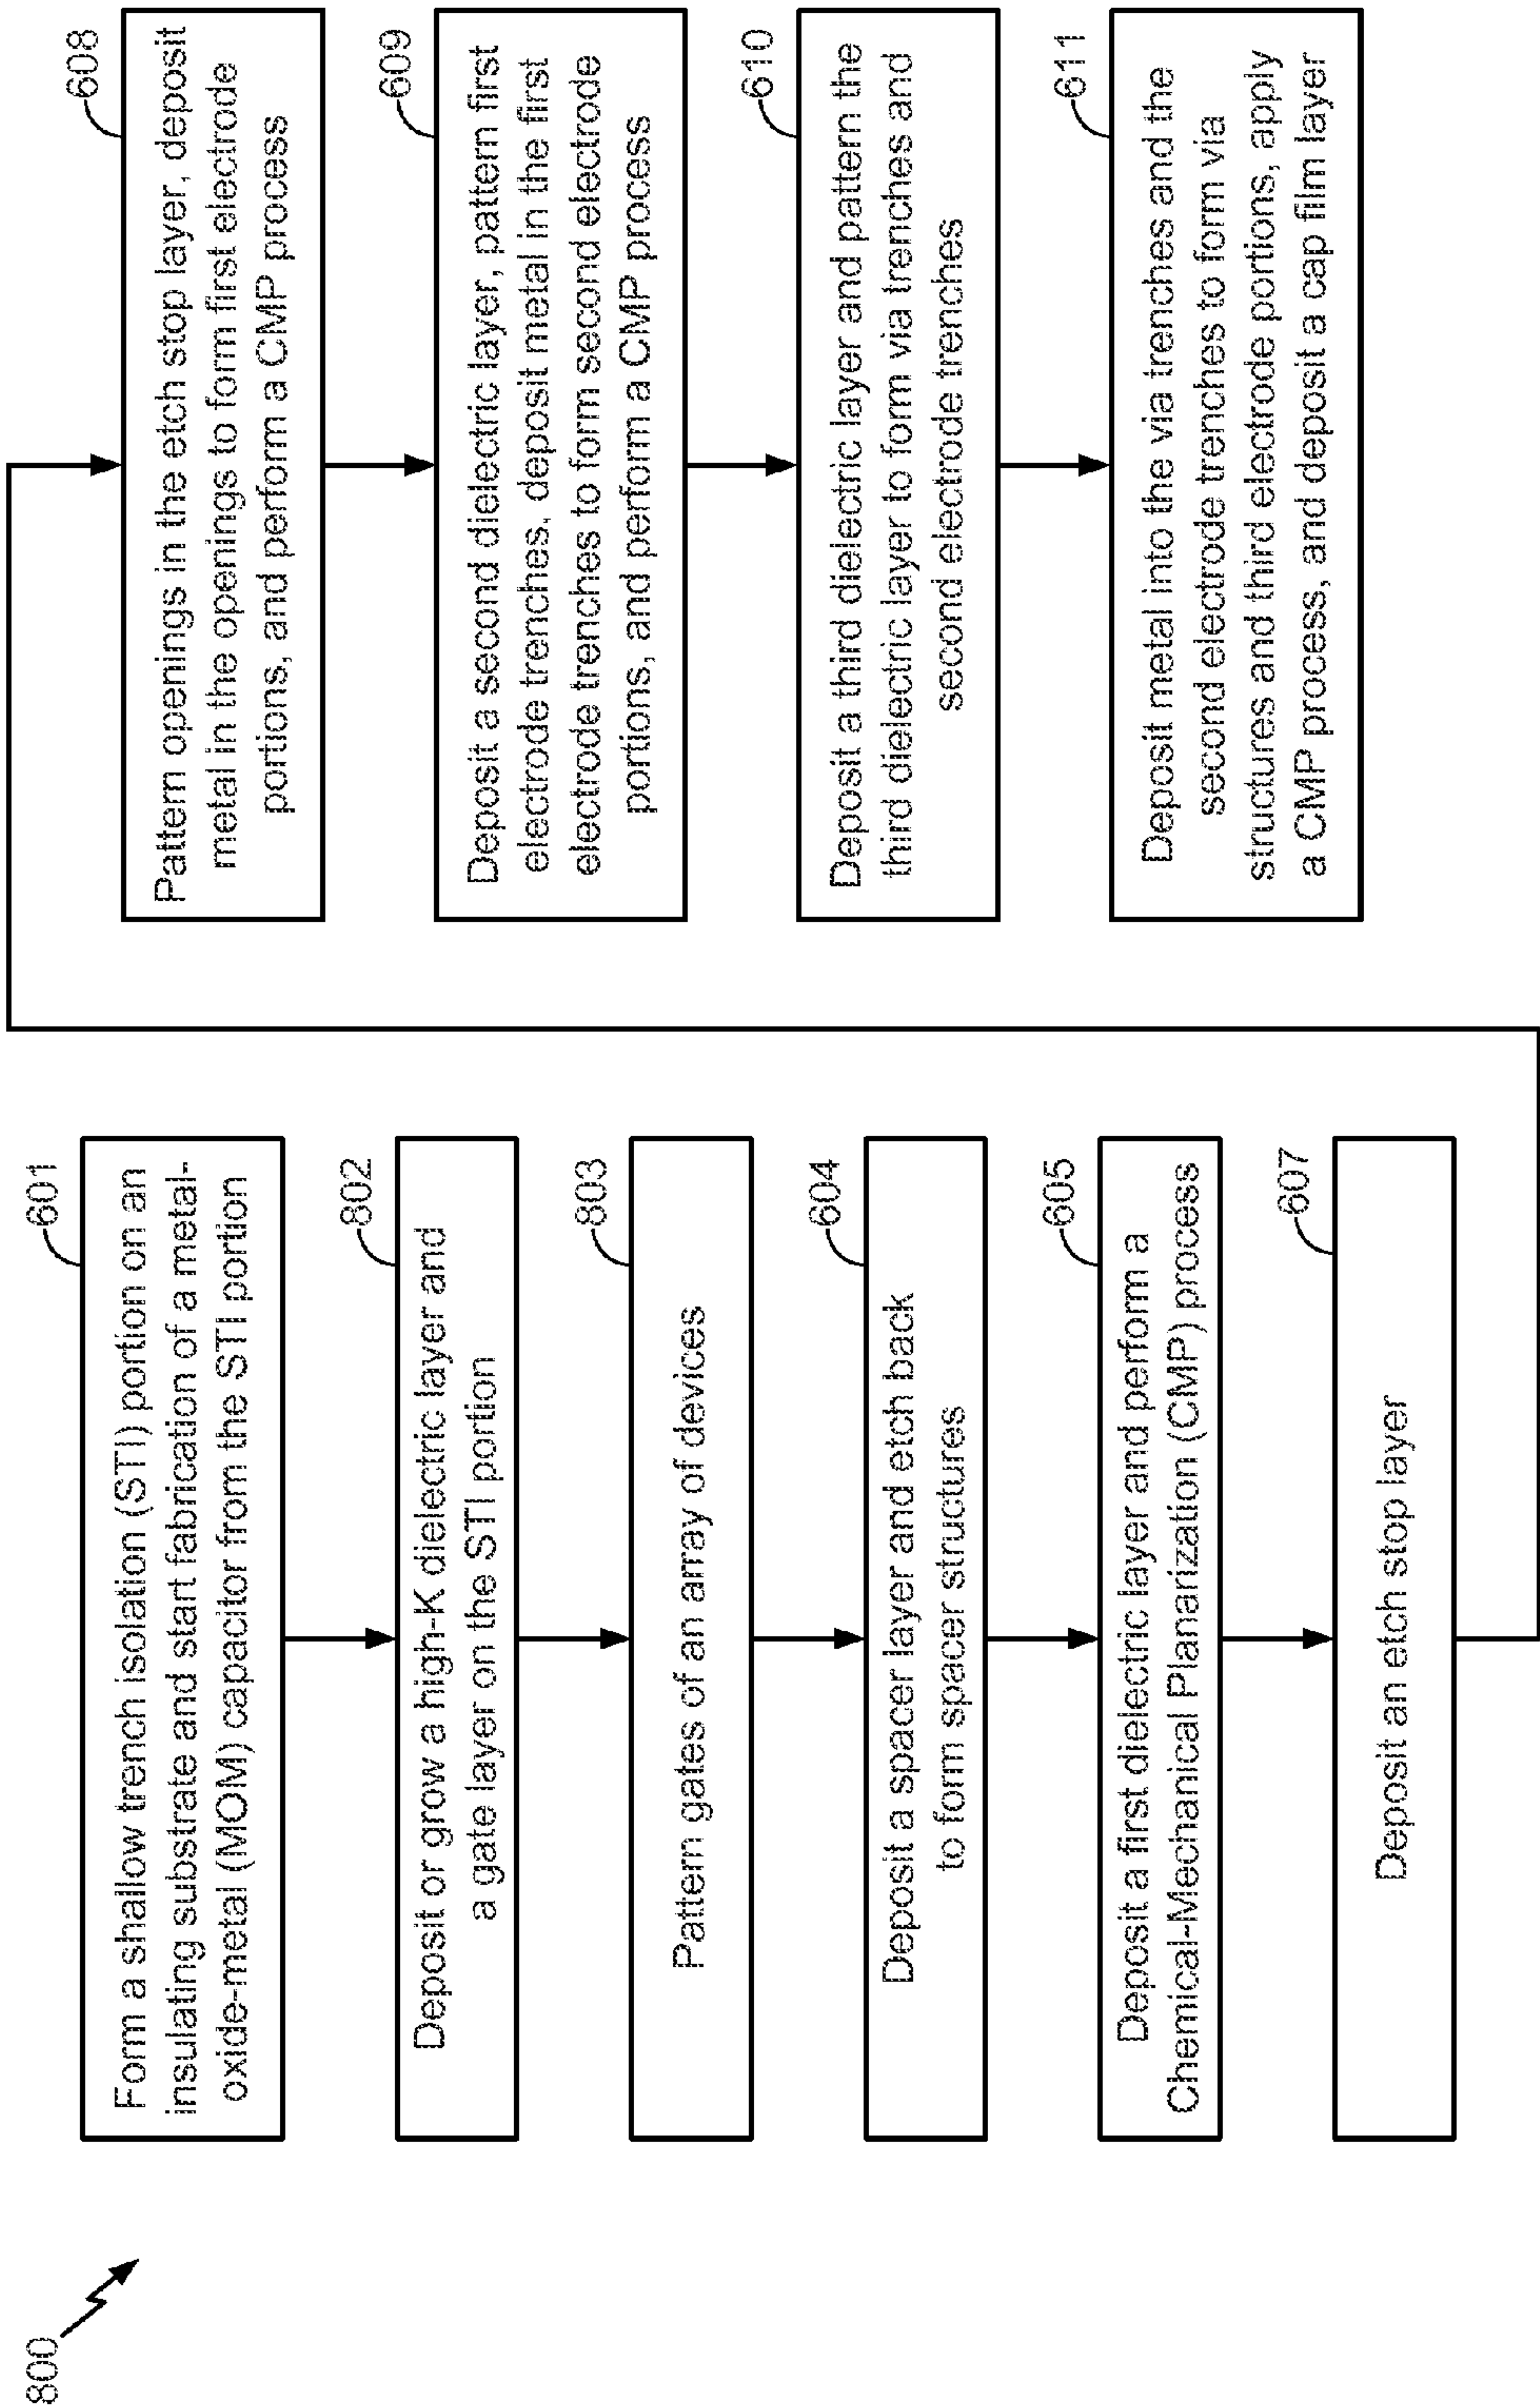 800
601
Form a shallow trench isolation (STI) portion on an
insulating substrate and start fabrication of a metal-
oxide-metal (MOM) capacitor from the STI portion
802
Deposit or grow a high-K dielectric layer and
a gate layer on the STI portion
803
Pattern gates of an array of devices
604
Deposit a spacer layer and etch back
to form spacer structures
605
Deposit a first dielectric layer and perform a
Chemical-Mechanical Planarization (CMP) process
607
Deposit an etch stop layer
608
Pattern openings in the etch stop layer, deposit
metal in the openings to form first electrode
portions, and perform a CMP process
609
Deposit a second dielectric layer, pattern first
electrode trenches, deposit metal in the first
electrode trenches to form second electrode
portions, and perform a CMP process
610
Deposit a third dielectric layer and pattern the
third dielectric layer to form via trenches and
second electrode trenches
611
Deposit metal into the via trenches and the
second electrode trenches to form via
structures and third electrode portions, apply
a CMP process, and deposit a cap film layer